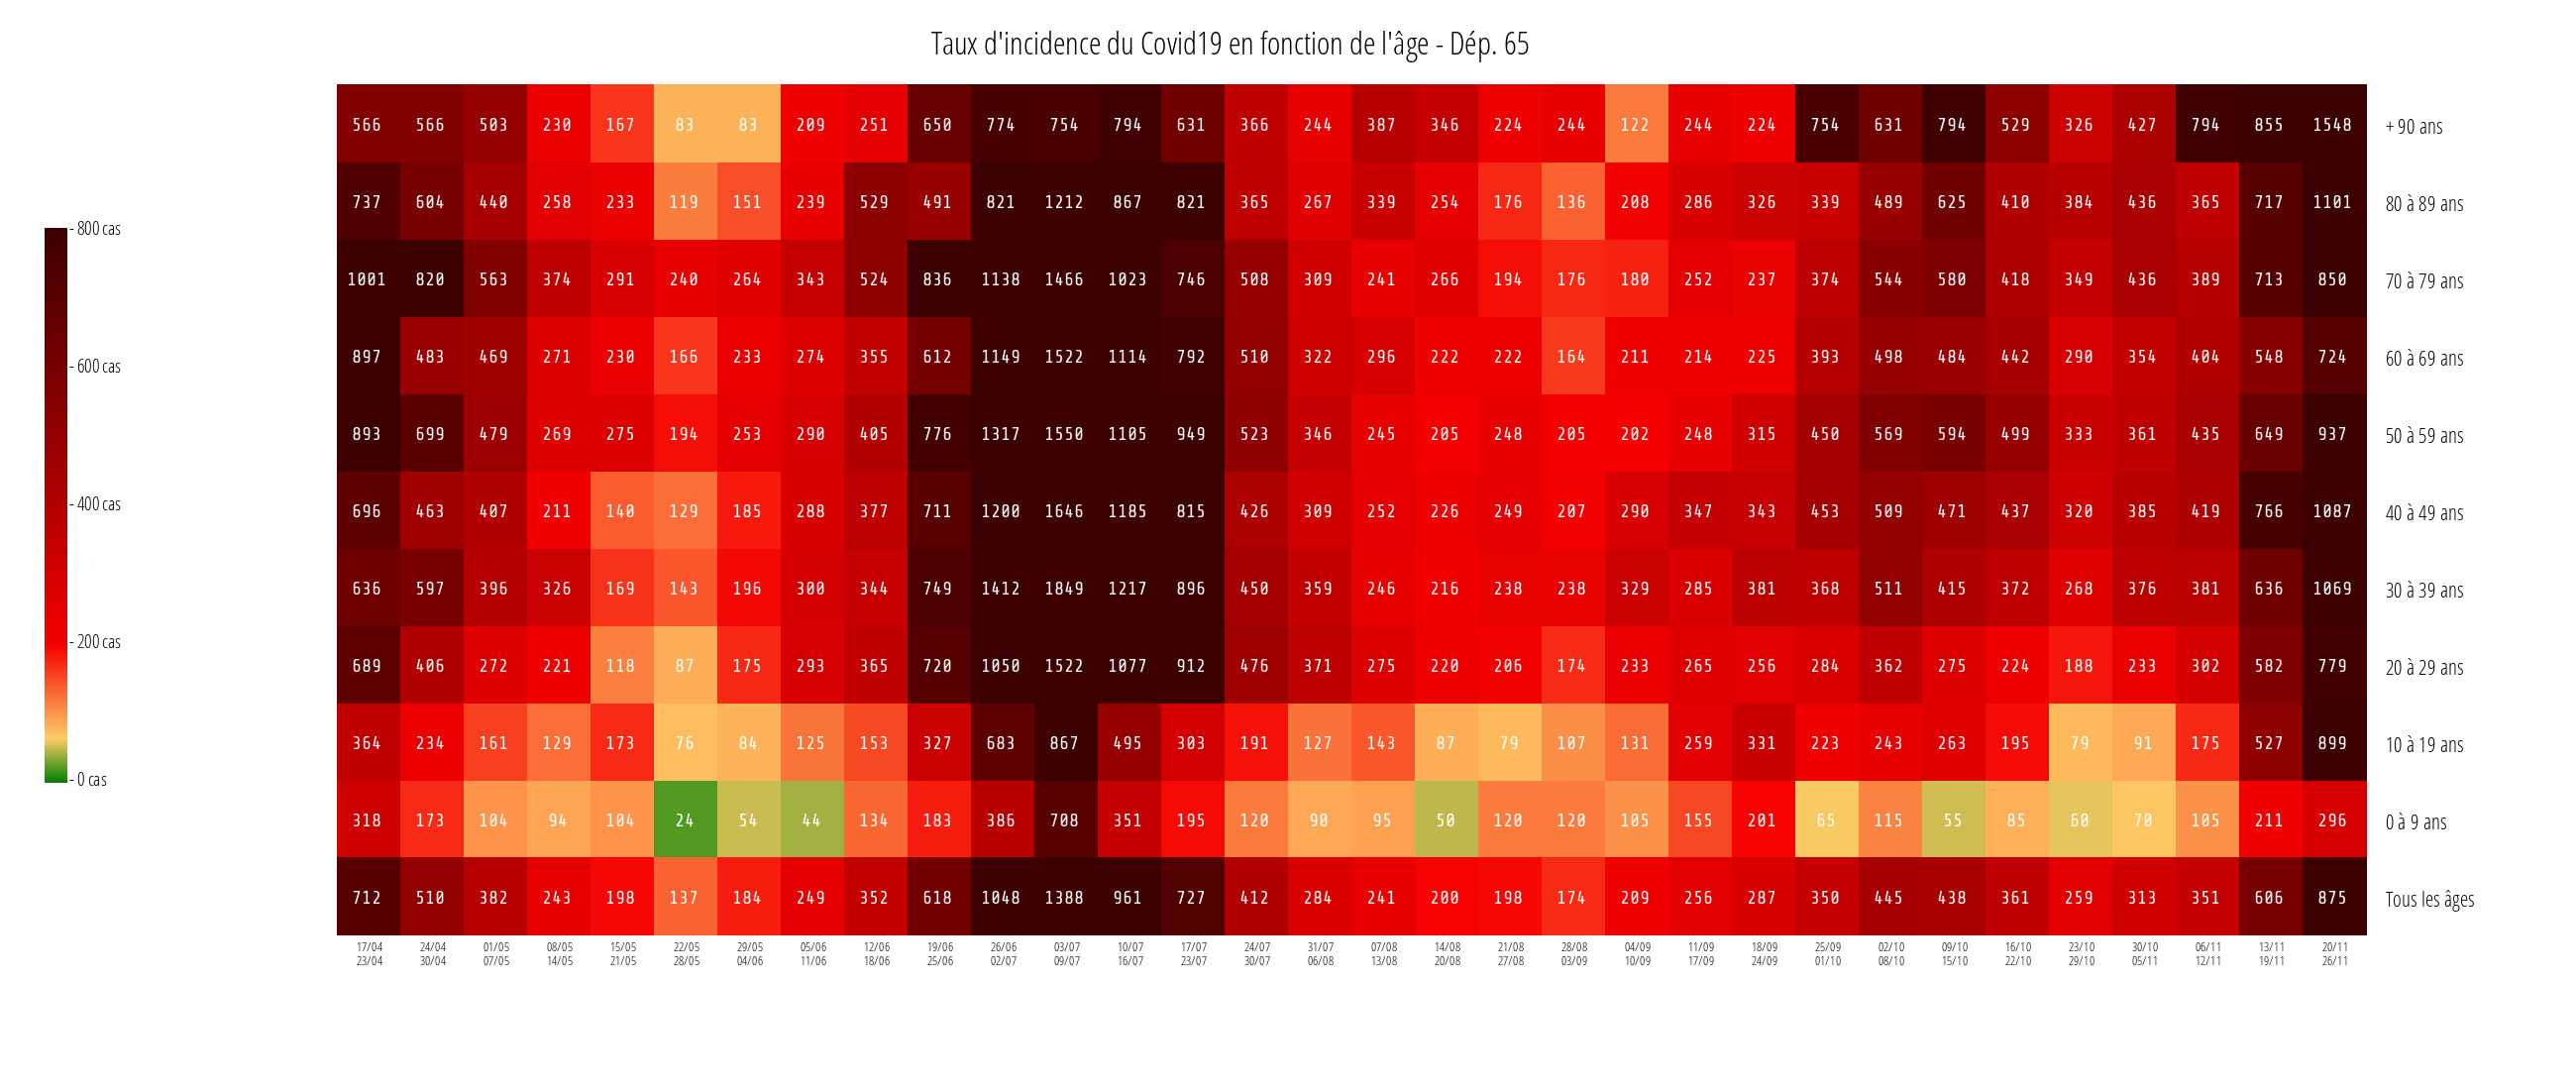 Taux d'incidence du Covid19 en fonction de l'âge - Dép. 65
- 800 cas
- 600 cas
- 400 cas
- 200 cas
- 0 cas
566 566 503 230 167 83 83 209 251 650 774 754 794 631 366 244 387 346 224 244 122 244 224 754 631 794 529 326 427 794 855 1548 + 90 ans
737 604 440 258 233 119 151 239 529 491 821 1212 867 821 365 267 339 254 176 136 208 286 326 339 489 625 410 384 436 365 717 1101 80 à 89 ans
1001 820 563 374 291 240 264 343 524 836 1138 1466 1023 746 508 309 241 266 194 176 180 252 237 374 544 580 418 349 436 389 713 850 70 à 79 ans
897 483 469 271 230 166 233 274 355 612 1149 1522 1114 792 510 322 296 222 222 164 211 214 225 393 498 484 442 290 354 404 548 724 60 à 69 ans
893 699 479 269 275 194 253 290 405 776 1317 1550 1105 949 523 346 245 205 248 205 202 248 315 450 569 594 499 333 361 435 649 937 50 à 59 ans
696 463 407 211 140 129 185 288 377 711 1200 1646 1185 815 426 309 252 226 249 207 290 347 343 453 509 471 437 320 385 419 766 1087 40 à 49 ans
636 597 396 326 169 143 196 300 344 749 1412 1849 1217 896 450 359 246 216 238 238 329 285 381 368 511 415 372 268 376 381 636 1069 30 à 39 ans
689 406 272 221 118 87 175 293 365 720 1050 1522 1077 912 476 371 275 220 206 174 233 265 256 284 362 275 224 188 233 302 582 779 20 à 29 ans
364 234 161 129 173 76 84 125 153 327 683 867 495 303 191 127 143 87 79 107 131 259 331 223 243 263 195 79 91 175 527 899 10 à 19 ans
318 173 104 94 104 24 54 44 134 183 386 708 351 195 120 90 95 50 120 120 105 155 201 65 115 55 85 60 70 105 211 296 0 à 9 ans
712 510 382 243 198 137 184 249 352 618 1048 1388 961 727 412 284 241 200 198 174 209 256 287 350 445 438 361 259 313 351 606 875 Tous les âges
17/04 24/04 01/05 08/05 15/05 22/05 29/05 05/06 12/06 19/06 26/06 03/07 10/07 17/07 24/07 31/07 07/08 14/08 21/08 28/08 04/09 11/09 18/09 25/09 02/10 09/10 16/10 23/10 30/10 06/11 13/11 20/11
23/04 30/04 07/05 14/05 21/05 28/05 04/06 11/06 18/06 25/06 02/07 09/07 16/07 23/07 30/07 06/08 13/08 20/08 27/08 03/09 10/09 17/09 24/09 01/10 08/10 15/10 22/10 29/10 05/11 12/11 19/11 26/11